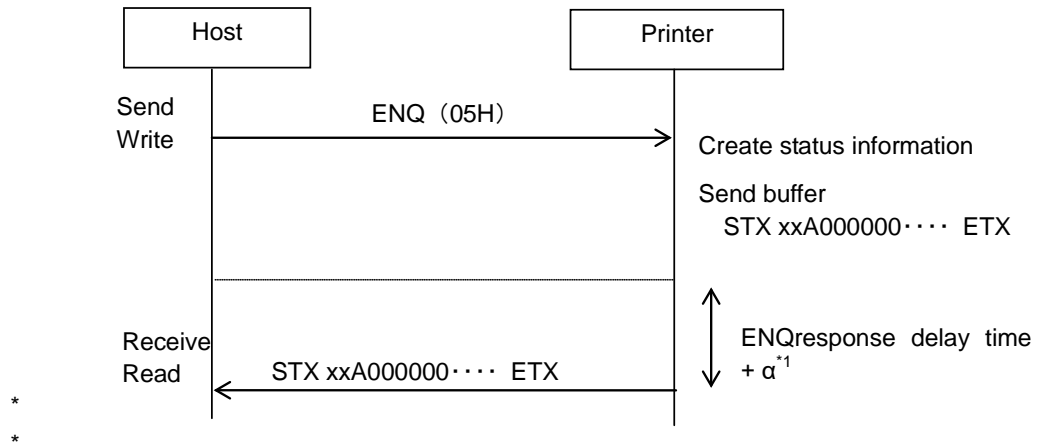 Host
Printer
Send
Write
ENQ（05H）
Create status information
Send buffer
STX xxA000000････ ETX
Receive
Read
STX xxA000000････ ETX
ENQresponse delay time
+ α*1
*
*